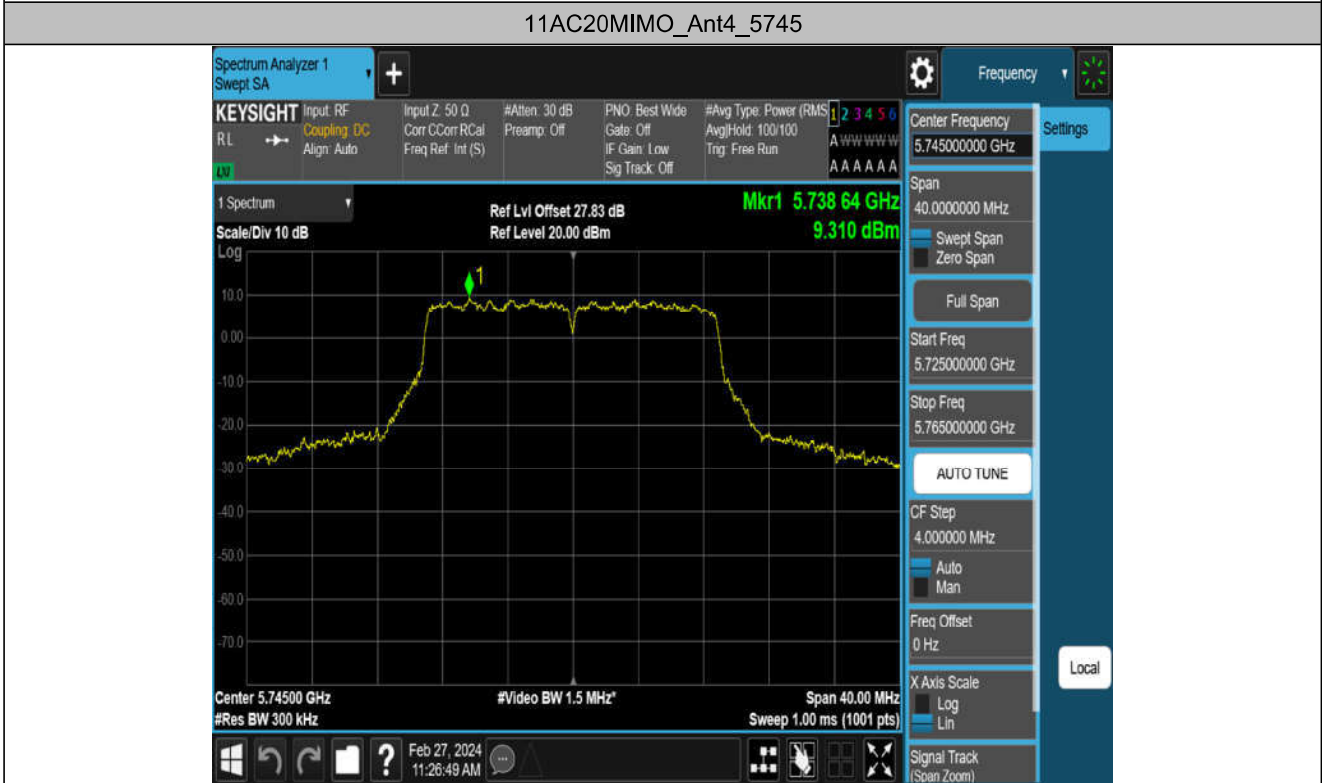 11AC20MIMO_Ant4_5745
Spectrum Analyzer 1
Swept SA
+
Frequency
KEYSIGHT
RL
LXI
Input: RF
Coupling: DC
Align: Auto
Input Z: 50 Ω
Corr CCorr RCal
Freq Ref: Int (S)
#Atten: 30 dB
Preamp: Off
PNO: Best Wide
Gate: Off
IF Gain: Low
Sig Track: Off
#Avg Type: Power (RMS
Avg|Hold: 100/100
Trig: Free Run
1 2 3 4 5 6
A W W W W W
A A A A A A
Center Frequency
5.745000000 GHz
Settings
1 Spectrum
Scale/Div 10 dB
Log
Ref Lvl Offset 27.83 dB
Ref Level 20.00 dBm
Mkr1 5.738 64 GHz
9.310 dBm
1
10.0
0.00
-10.0
-20.0
-30.0
-40.0
-50.0
-60.0
-70.0
Center 5.74500 GHz
#Res BW 300 kHz
#Video BW 1.5 MHz*
Span 40.00 MHz
Sweep 1.00 ms (1001 pts)
Span
40.0000000 MHz
Swept Span
Zero Span
Full Span
Start Freq
5.725000000 GHz
Stop Freq
5.765000000 GHz
AUTO TUNE
CF Step
4.000000 MHz
Auto
Man
Freq Offset
0 Hz
X Axis Scale
Log
Lin
Local
Signal Track
(Span Zoom)
?
Feb 27, 2024
11:26:49 AM